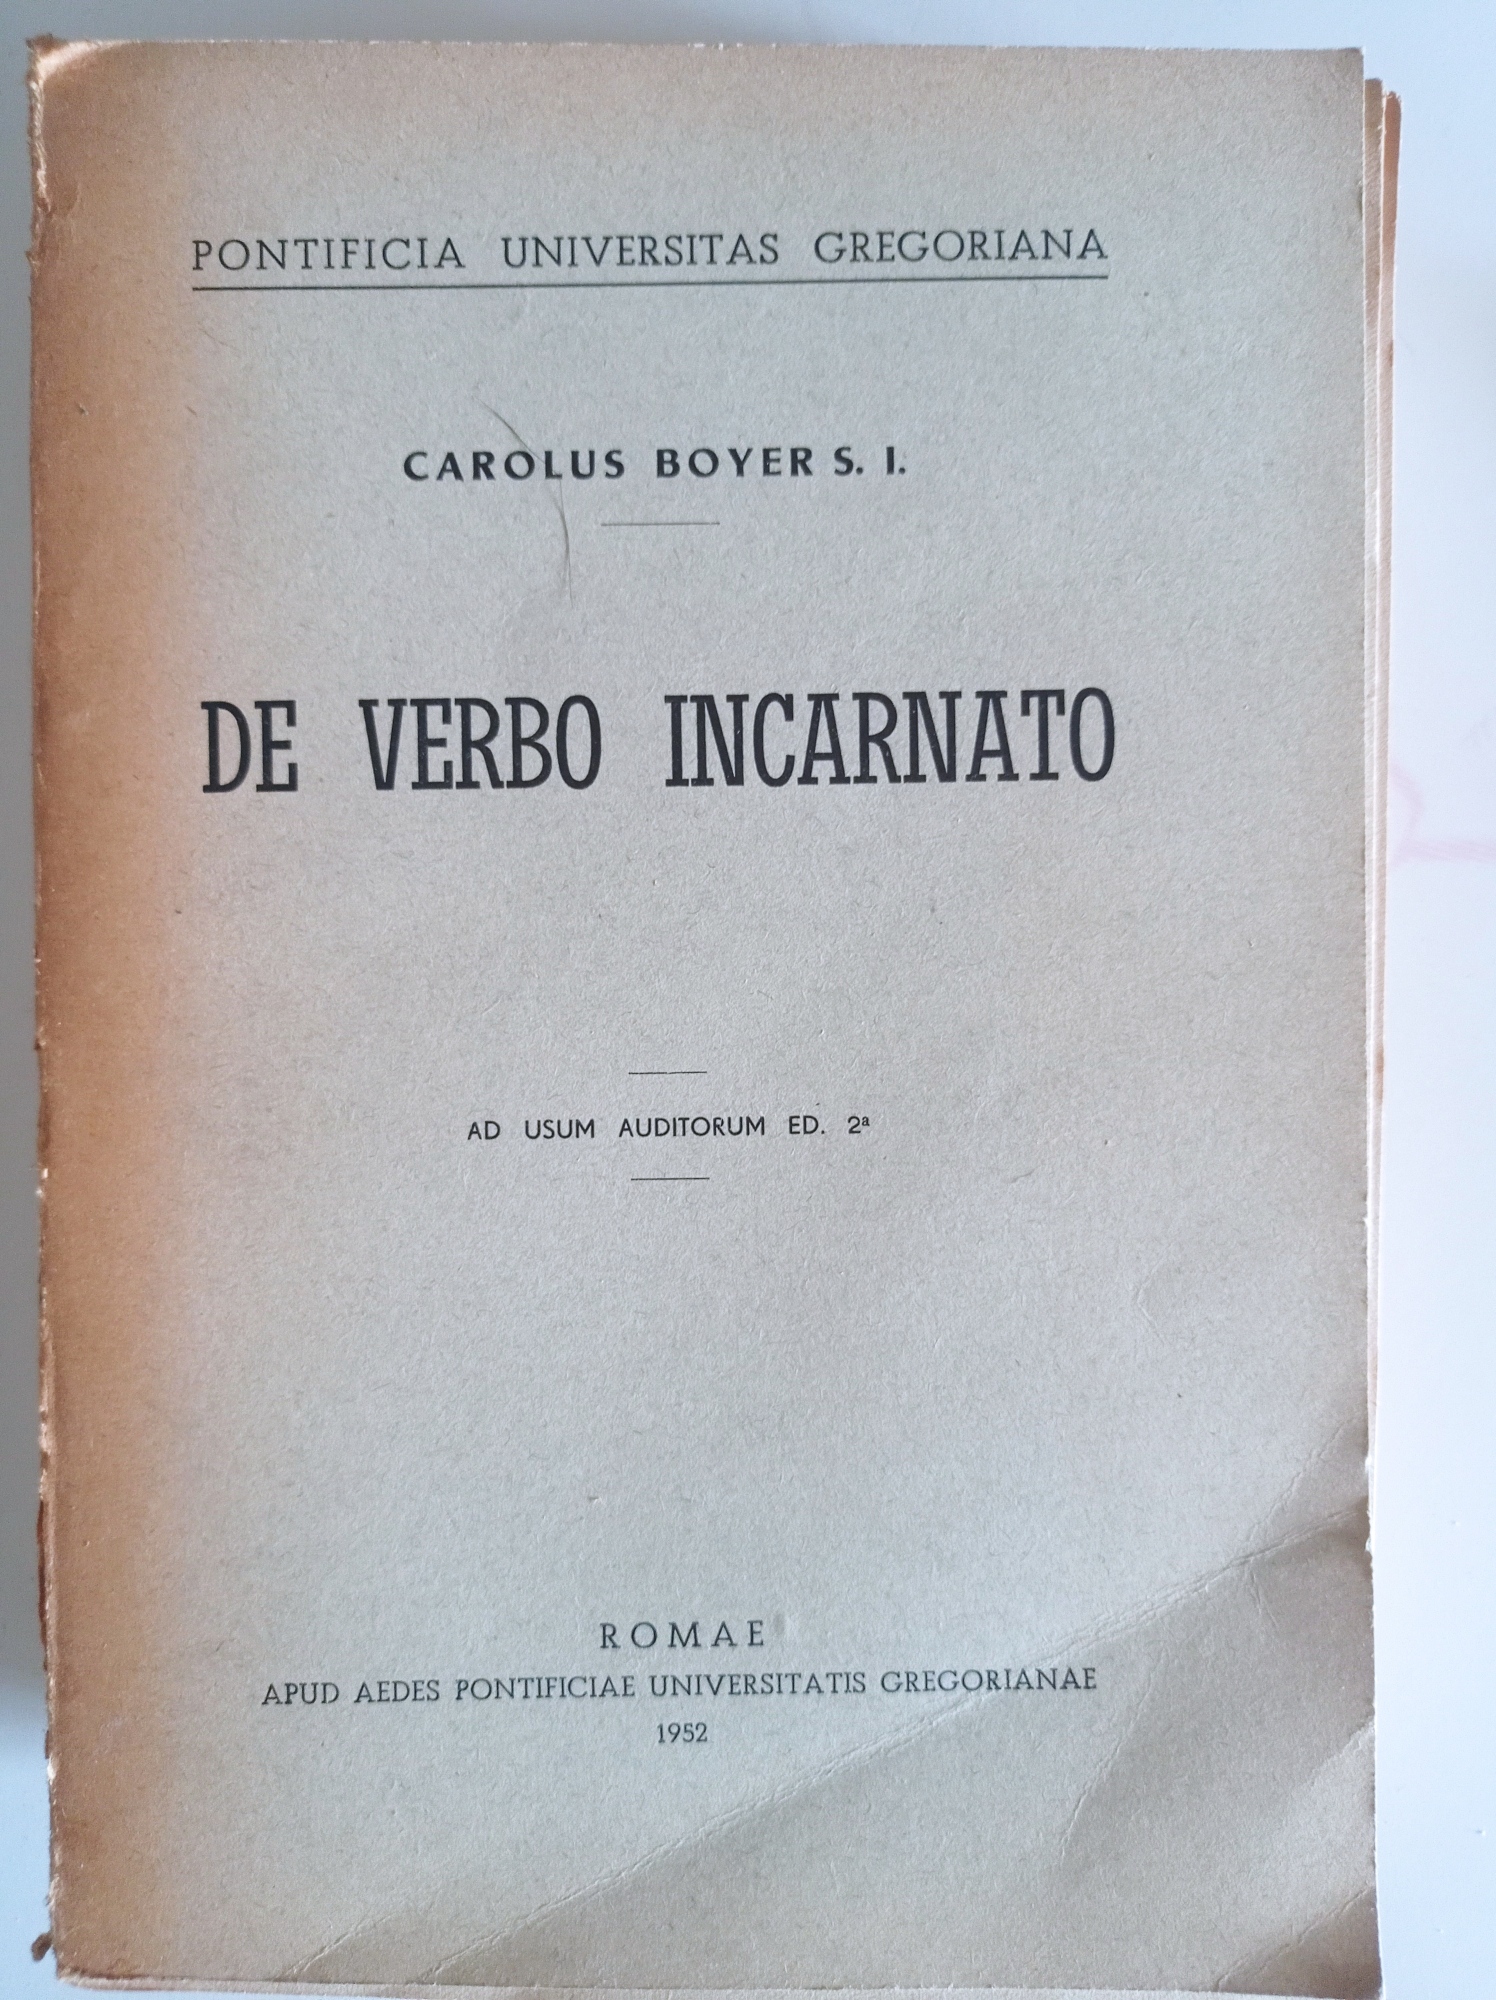 PONTIFICIA UNIVERSITAS GREGORIANA
CAROLUS BOYER S. I.
DE VERBO INCARNATO
AD USUM AUDITORUM ED. 2ª
ROMAE
APUD AEDES PONTIFICIAE UNIVERSITATIS GREGORIANAE
1952